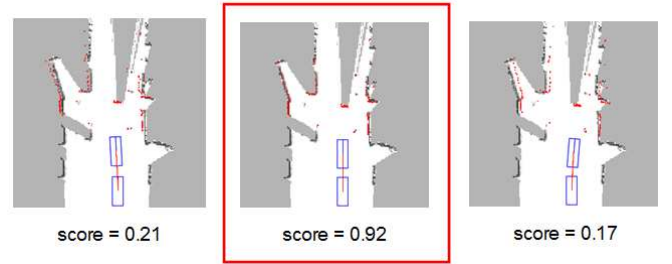 score = 0.21
score = 0.92
score = 0.17